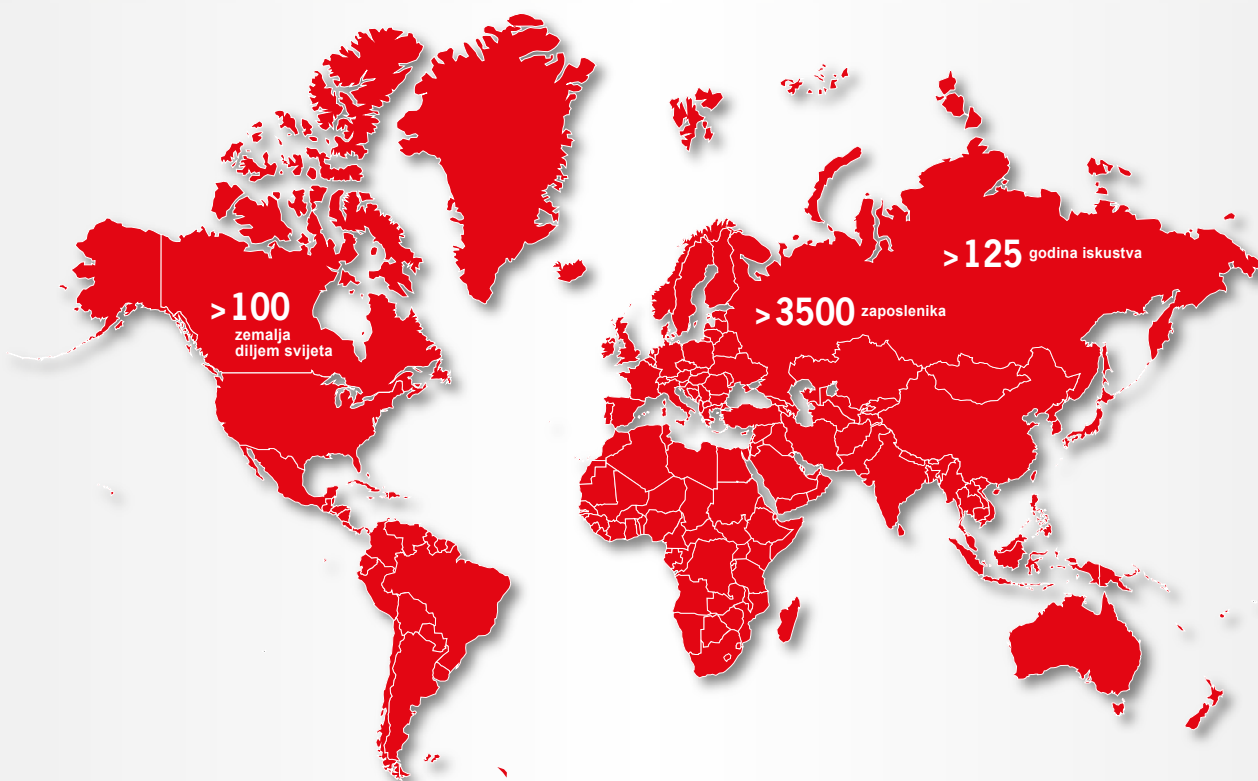 >100
zemalja
diljem svijeta
>3500 zaposlenika
>125 godina iskustva